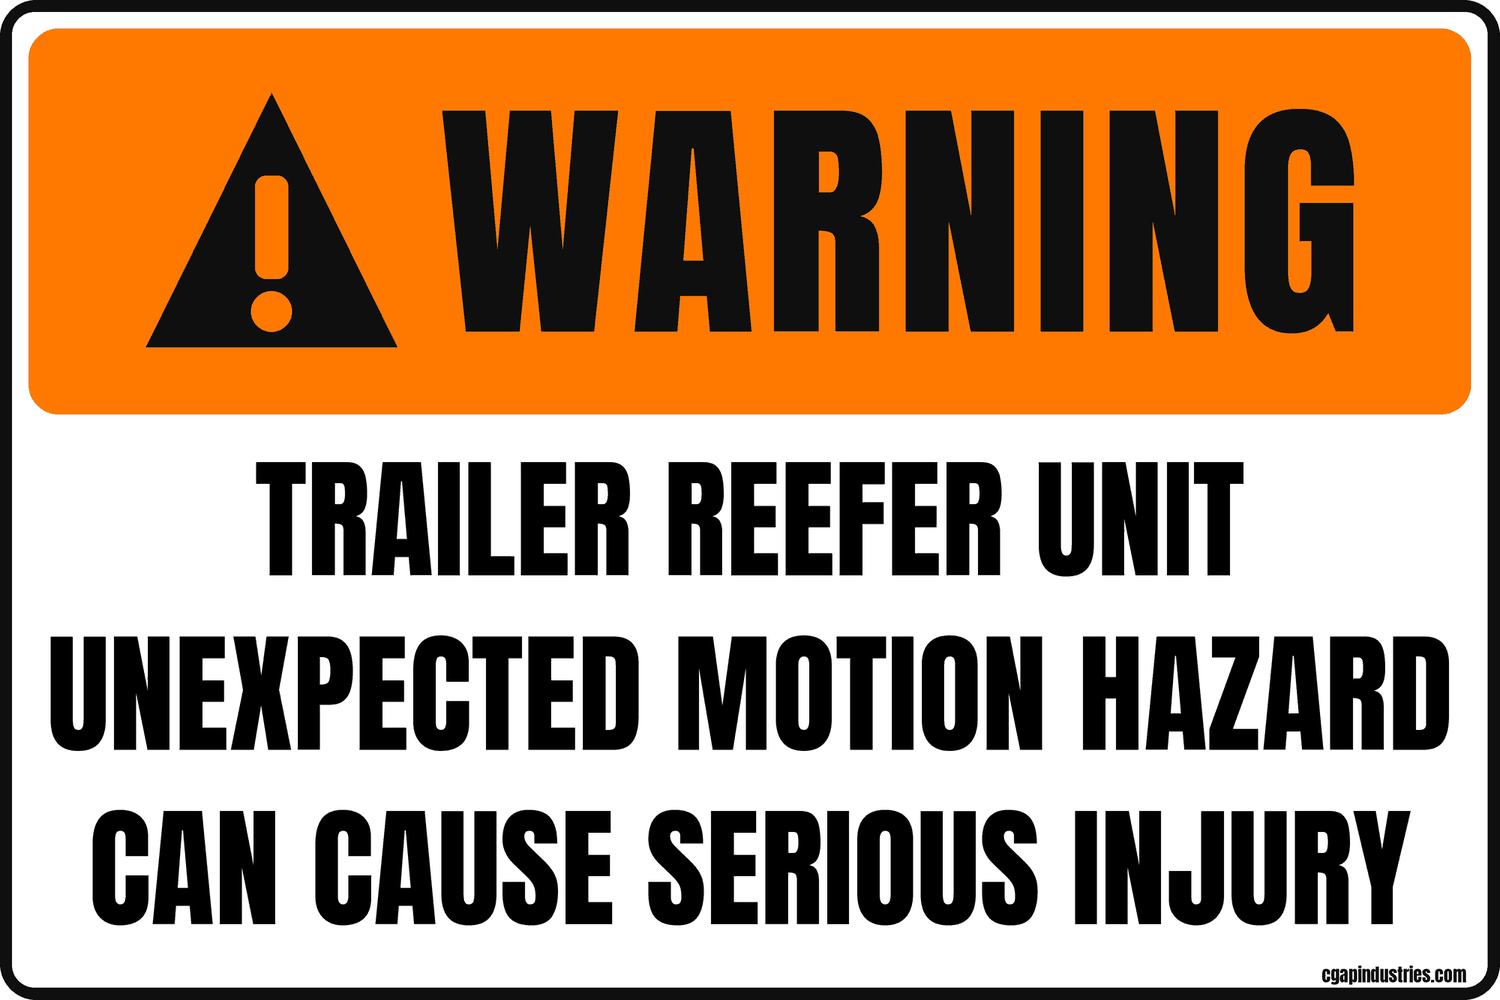 WARNING
TRAILER REEFER UNIT
UNEXPECTED MOTION HAZARD
CAN CAUSE SERIOUS INJURY
cgapindustries.com